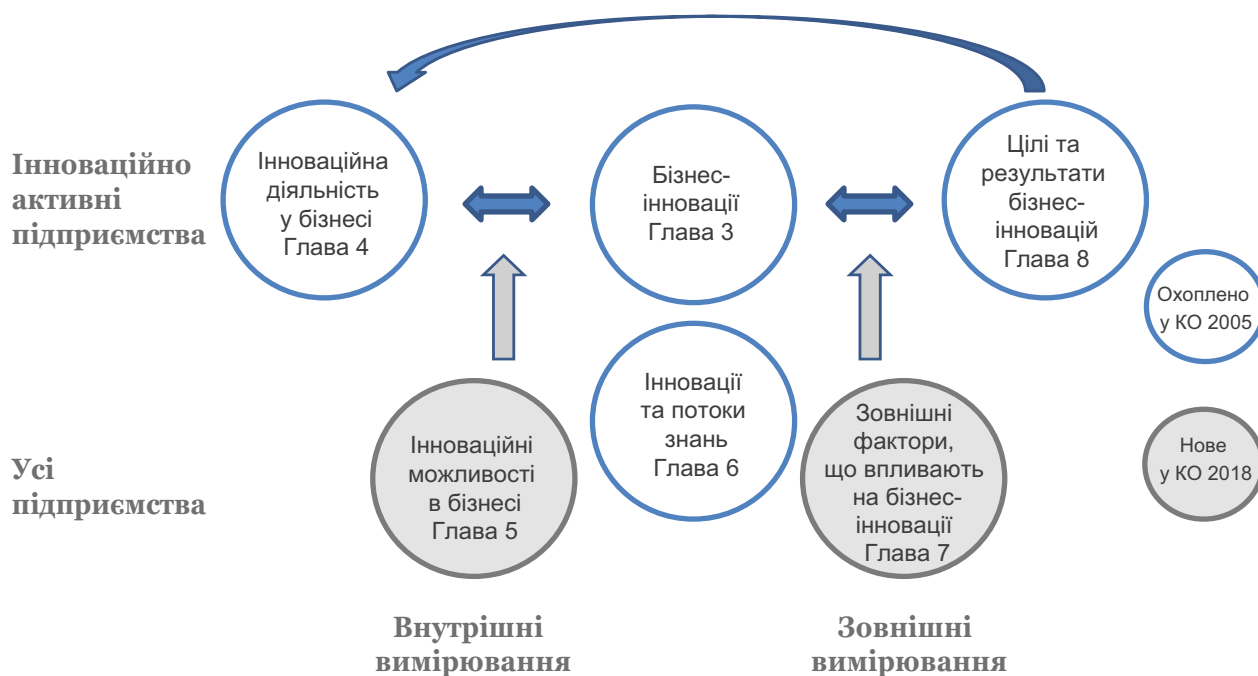 Інноваційно
активні
підприємства
Інноваційна
діяльність
у бізнесі
Глава 4
Бізнес-
інновації
Глава 3
Цілі та
результати
бізнес-
інновацій
Глава 8
Охоплено
у КО 2005
Усі
підприємства
Інноваційні
можливості
в бізнесі
Глава 5
Інновації
та потоки
знань
Глава 6
Зовнішні
фактори,
що впливають
на бізнес-
інновації
Глава 7
Нове
у КО 2018
Внутрішні
вимірювання
Зовнішні
вимірювання